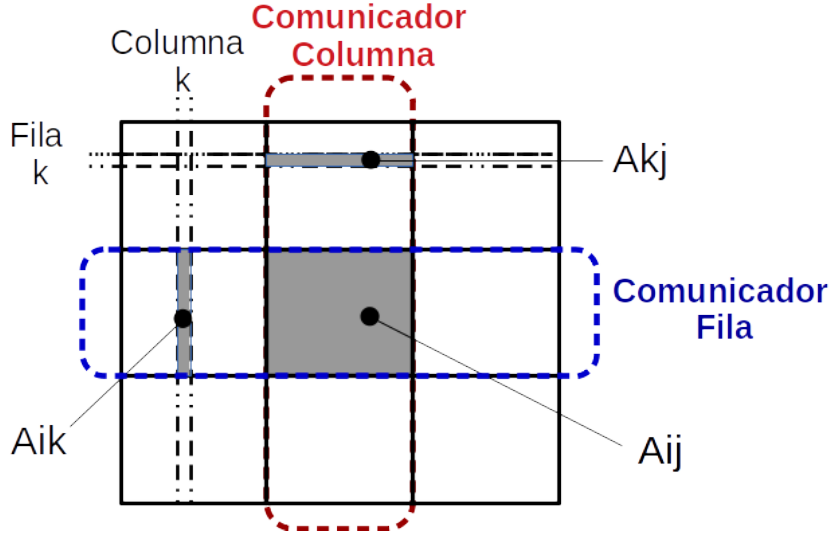 Comunicador
Columna
Columna
k
Fila
k
Akj
Comunicador
Fila
Aik
Aij